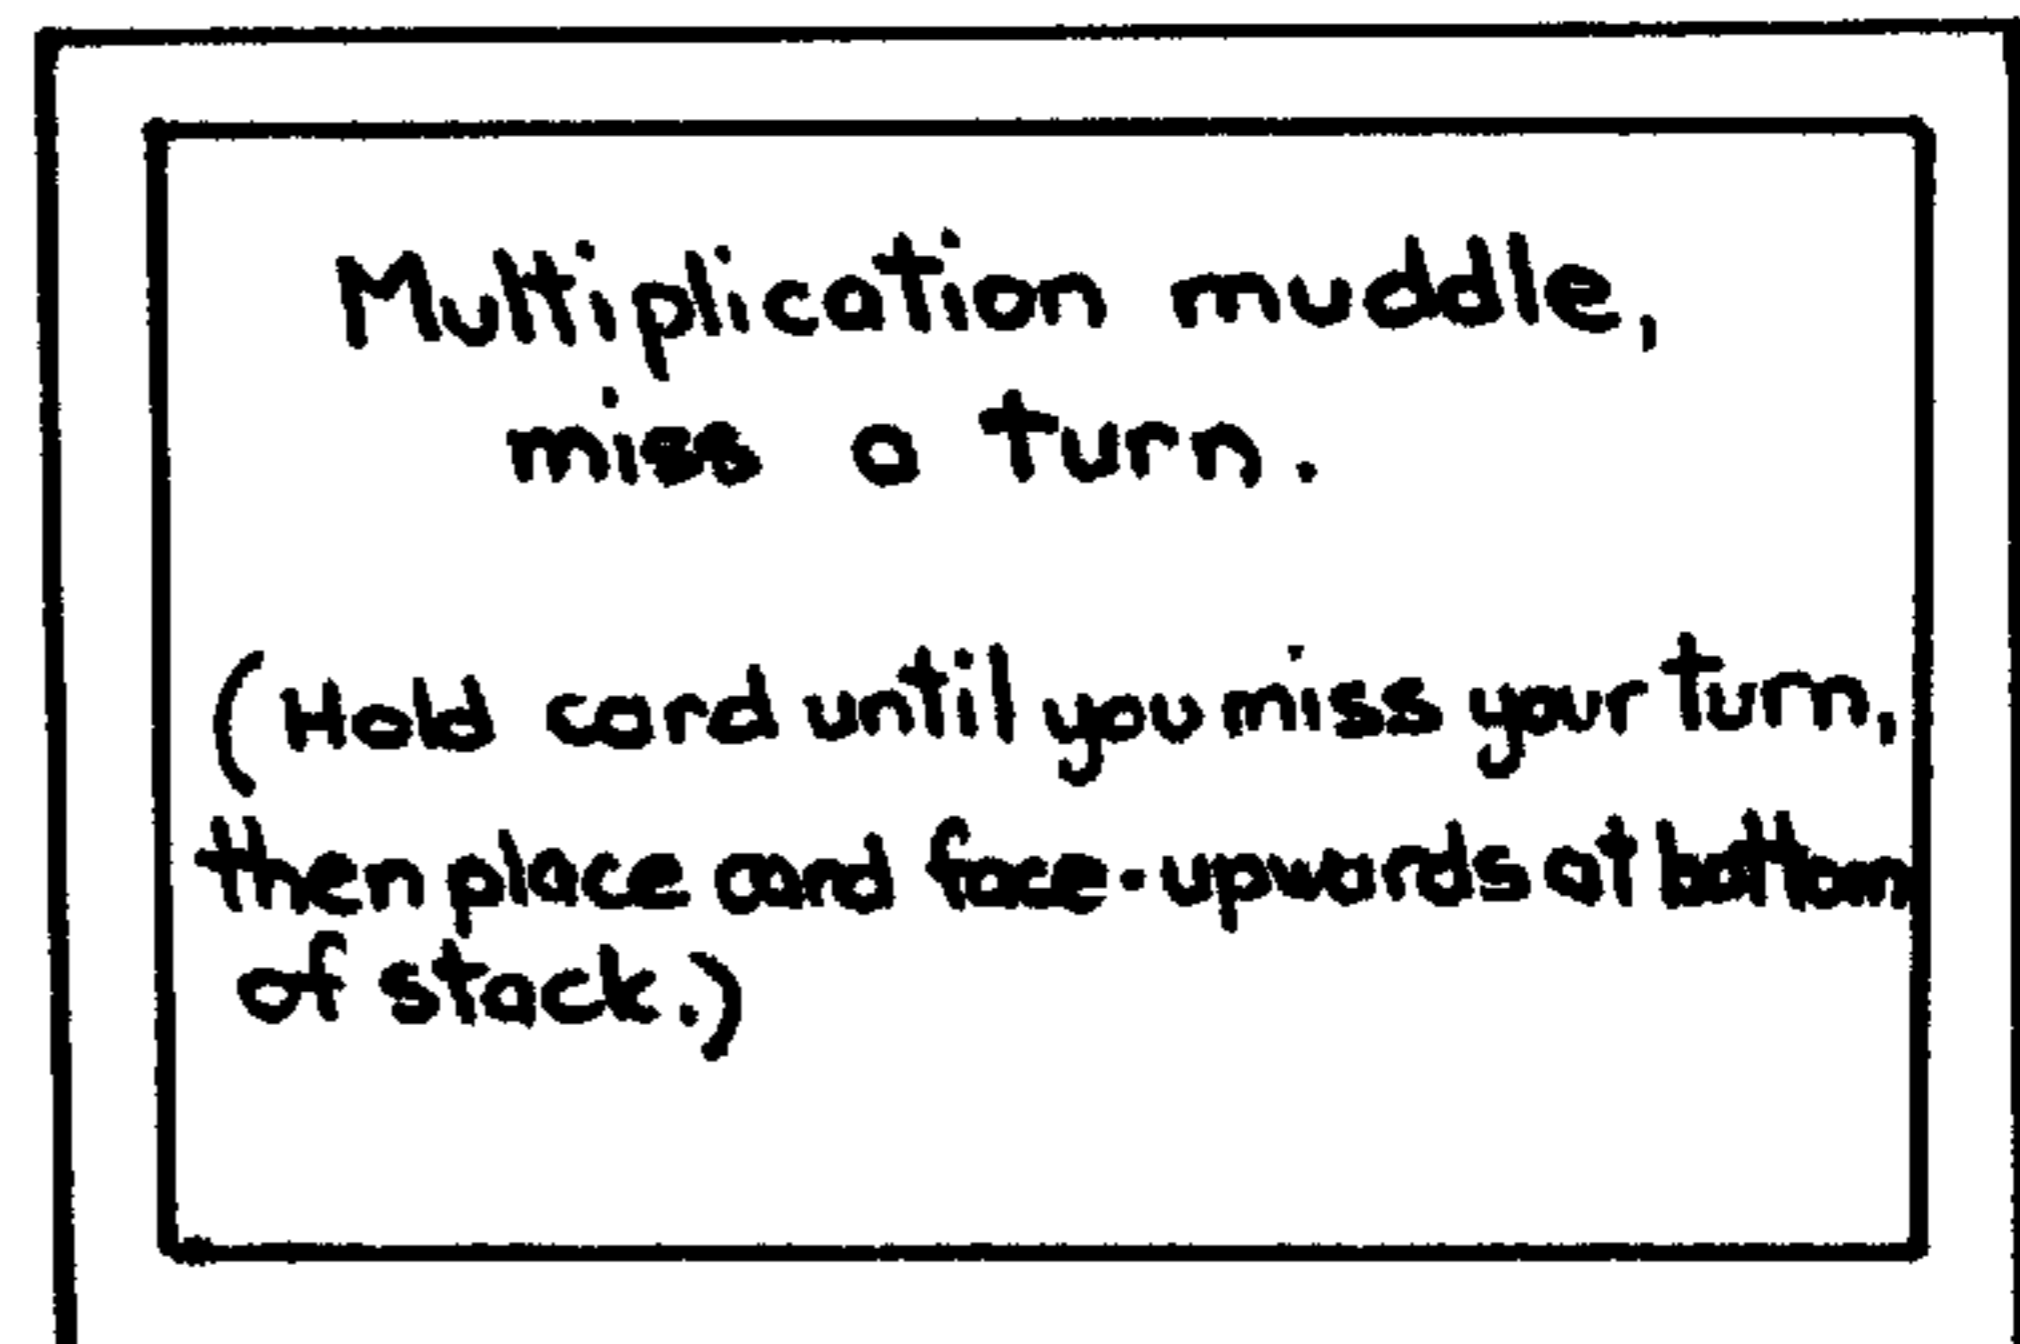 Multiplication muddle,
miss a turn.
(Hold card until you miss your turn,
then place card face-upwards at bottom
of stack.)